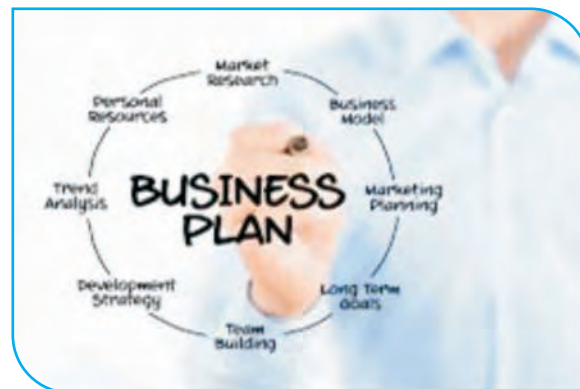 Market
Research
Business
Model
Marketing
Planning
Long Term
Goals
Team
Building
Development
Strategy
Trend
Analysis
Personal
Resources
BUSINESS
PLAN